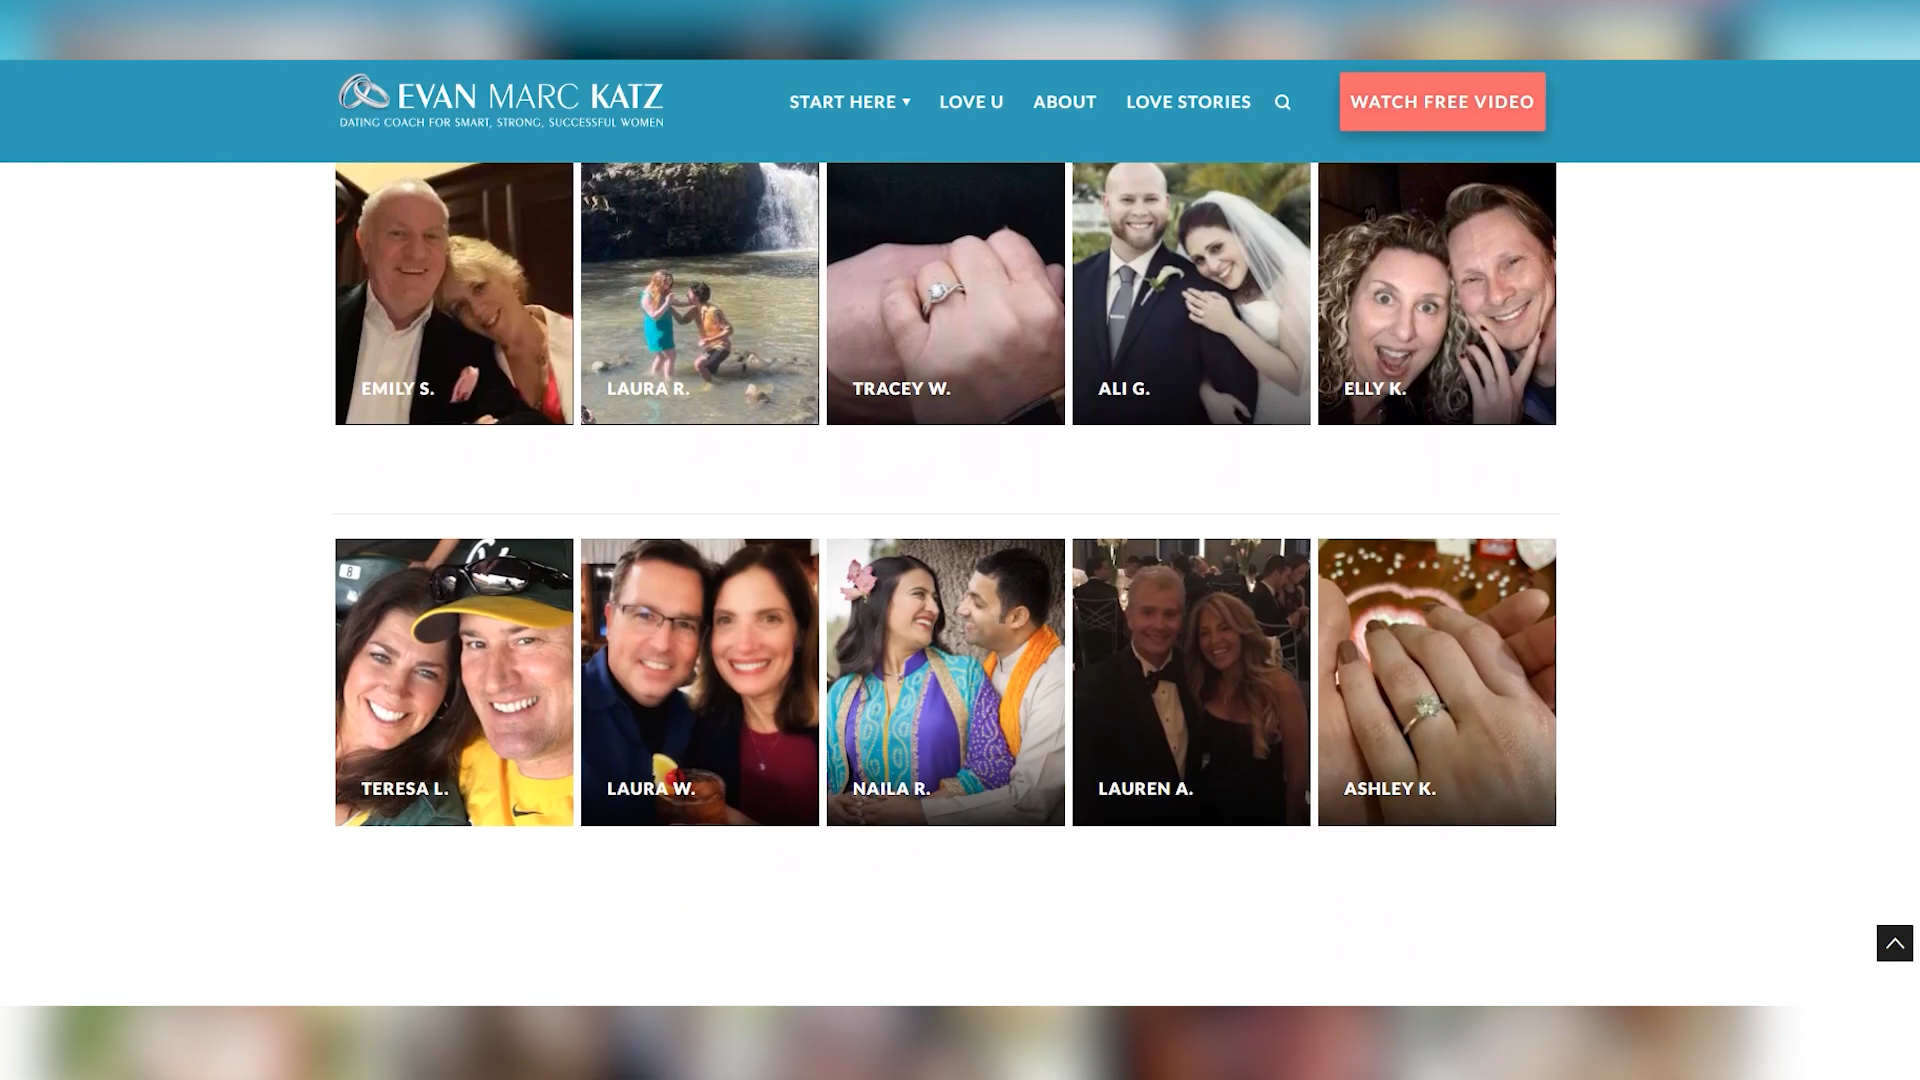 EVAN MARC KATZ
DATING COACH FOR SMART, STRONG, SUCCESSFUL WOMEN
START HERE ▾ LOVE U ABOUT LOVE STORIES
WATCH FREE VIDEO
EMILY S. LAURA R. TRACEY W. ALI G. ELLY K.
8
TERESA L. LAURA W. NAILA R. LAUREN A. ASHLEY K.